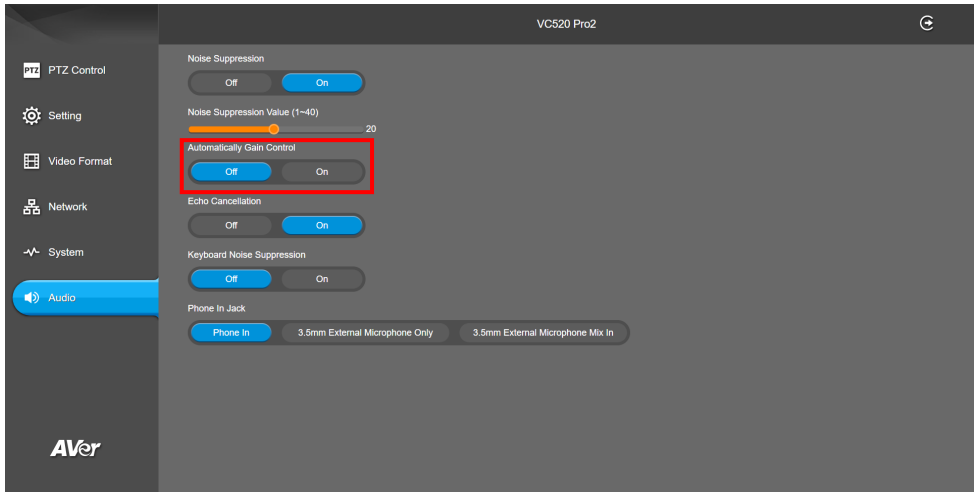 VC520 Pro2
PTZ PTZ Control
Setting
Video Format
Network
System
Audio
AVer
Noise Suppression
Off On
Noise Suppression Value (1~40)
20
Automatically Gain Control
Off On
Echo Cancellation
Off On
Keyboard Noise Suppression
Off On
Phone In Jack
Phone In 3.5mm External Microphone Only 3.5mm External Microphone Mix In